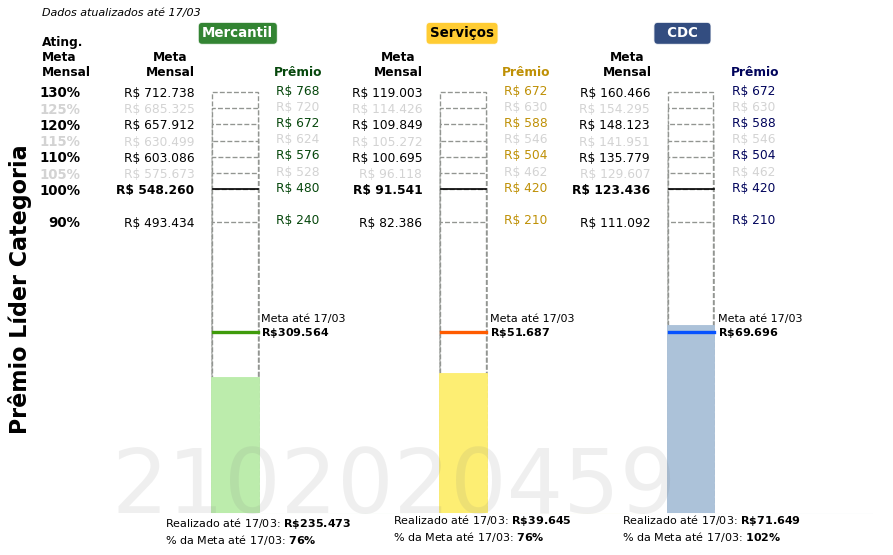 Dados atualizados até 17/03
Mercantil Serviços CDC
Ating.
Meta
Mensal
Meta
Mensal Prêmio Meta
Mensal Prêmio Meta
Mensal Prêmio
130% R$ 712.738 R$ 768 R$ 119.003 R$ 672 R$ 160.466 R$ 672
125% R$ 685.325 R$ 720 R$ 114.426 R$ 630 R$ 154.295 R$ 630
120% R$ 657.912 R$ 672 R$ 109.849 R$ 588 R$ 148.123 R$ 588
115% R$ 630.499 R$ 624 R$ 105.272 R$ 546 R$ 141.951 R$ 546
110% R$ 603.086 R$ 576 R$ 100.695 R$ 504 R$ 135.779 R$ 504
105% R$ 575.673 R$ 528 R$ 96.118 R$ 462 R$ 129.607 R$ 462
100% R$ 548.260 R$ 480 R$ 91.541 R$ 420 R$ 123.436 R$ 420
90% R$ 493.434 R$ 240 R$ 82.386 R$ 210 R$ 111.092 R$ 210
Prêmio Líder Categoria
Meta até 17/03 Meta até 17/03 Meta até 17/03
R$309.564 R$51.687 R$69.696
2102020459
Realizado até 17/03: R$235.473 Realizado até 17/03: R$39.645 Realizado até 17/03: R$71.649
% da Meta até 17/03: 76% % da Meta até 17/03: 76% % da Meta até 17/03: 102%